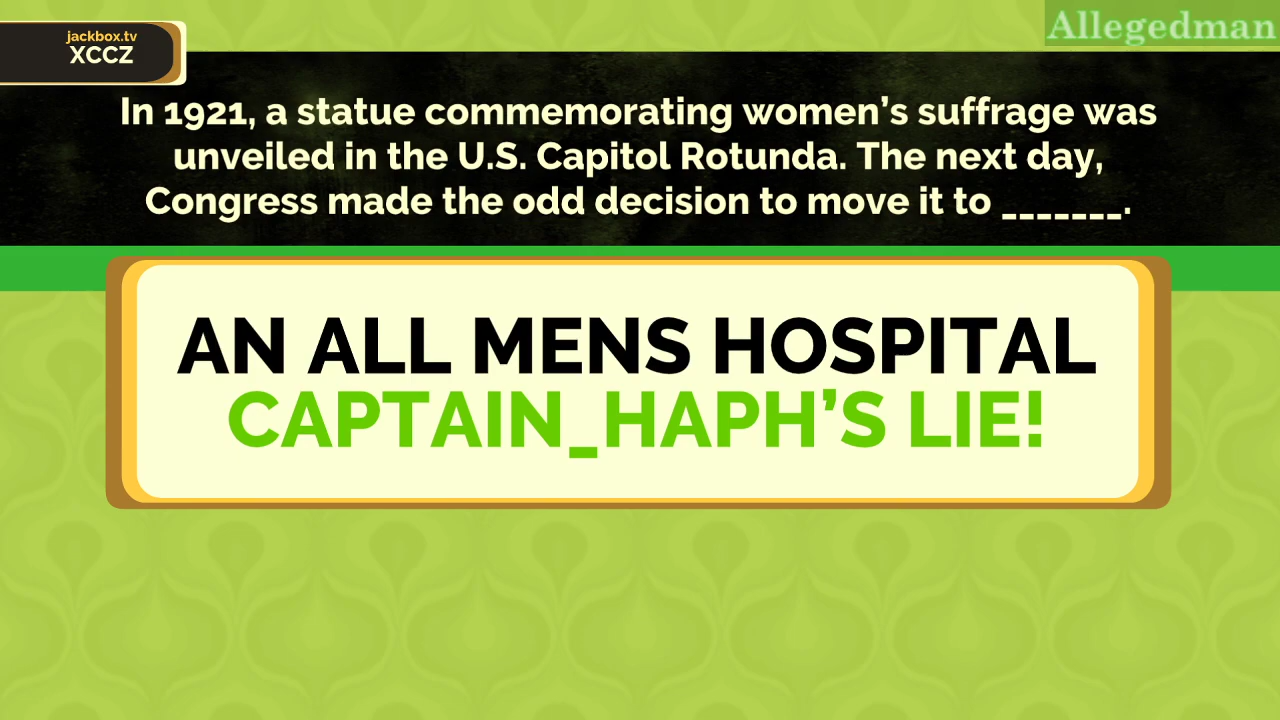 Allegedman
jackbox.tv
XCCZ
In 1921, a statue commemorating women's suffrage was
unveiled in the U.S. Capitol Rotunda. The next day,
Congress made the odd decision to move it to _______.
AN ALL MENS HOSPITAL
CAPTAIN_HAPH'S LIE!